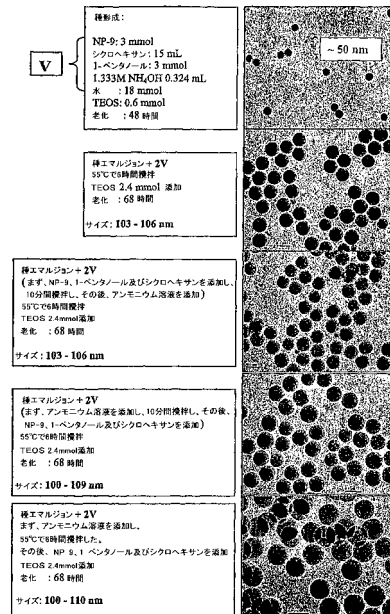 種形成:
NP-9: 3 mmol
シクロヘキサン: 15 mL
1-ペンタノール: 3 mmol
1.333M NH4OH 0.324 mL
水 : 18 mmol
TEOS: 0.6 mmol
老化 : 48 時間
V
~ 50 nm
種エマルジョン + 2V
55℃で6時間攪拌
TEOS 2.4 mmol 添加
老化 : 68 時間
サイズ: 103 - 106 nm
種エマルジョン + 2V
(まず、NP-9、1-ペンタノール及びシクロヘキサンを添加し、
10分間攪拌し、その後、アンモニウム溶液を添加)
55℃で6時間攪拌
TEOS 2.4mmol添加
老化 : 68 時間
サイズ: 103 - 106 nm
種エマルジョン + 2V
(まず、アンモニウム溶液を添加し、10分間攪拌し、その後、
NP-9、1-ペンタノール及びシクロヘキサンを添加)
55℃で6時間攪拌
TEOS 2.4mmol添加
老化 : 68 時間
サイズ: 100 - 109 nm
種エマルジョン + 2V
まず、アンモニウム溶液を添加し。
55℃で6時間攪拌した。
その後、NP-9、1 ペンタノール及びシクロヘキサンを添加
TEOS 2.4mmol添加
老化 : 68 時間
サイズ: 100 - 110 nm